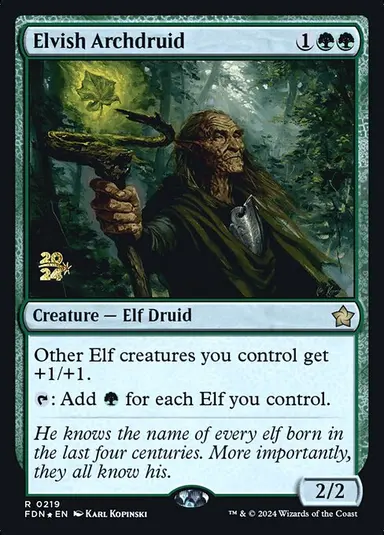 Elvish Archdruid 1
2024
Creature — Elf Druid
Other Elf creatures you control get
+1/+1.
: Add for each Elf you control.
He knows the name of every elf born in
the last four centuries. More importantly,
they all know his.
2/2
R 0219
FDN★EN Karl Kopinski ™ & © 2024 Wizards of the Coast